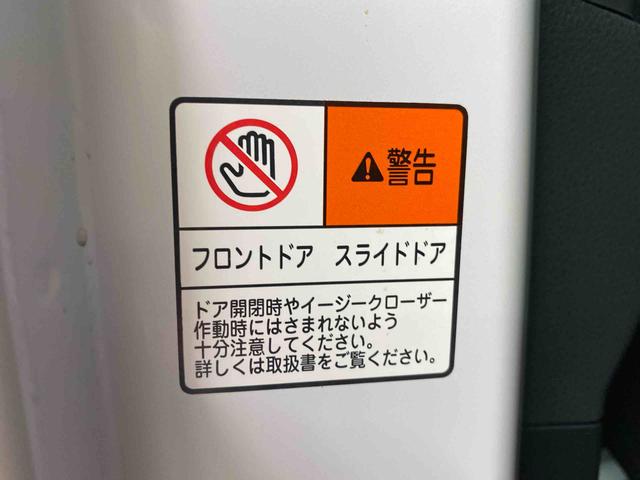 警告
フロントドア　スライドドア
ドア開閉時やイージークローザー
作動時にはさまれないよう
十分注意してください。
詳しくは取扱書をご覧ください。